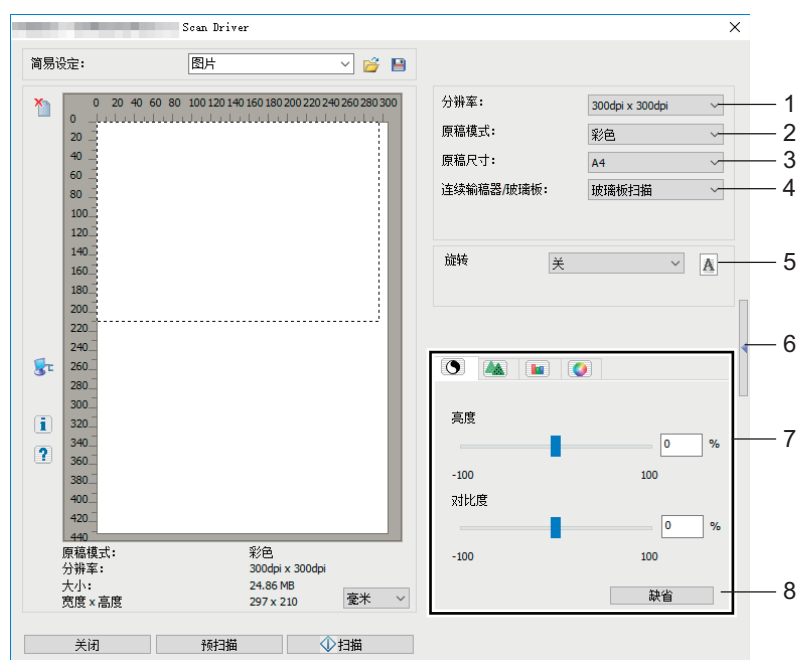 Scan Driver
简易设定:
图片
0 20 40 60 80 100 120 140 160 180 200 220 240 260 280 300
0
20
40
60
80
100
120
140
160
180
200
220
240
260
280
300
320
340
360
380
400
420
440
原稿模式: 彩色
分辨率: 300dpi x 300dpi
大小: 24.86 MB
宽度 x 高度 297 x 210
毫米
关闭
预扫描
扫描
分辨率: 300dpi x 300dpi 1
原稿模式: 彩色 2
原稿尺寸: A4 3
连续输稿器/玻璃板: 玻璃板扫描 4
旋转 关 A 5
6
亮度
0 % 7
-100 100
对比度
0 %
-100 100
缺省 8